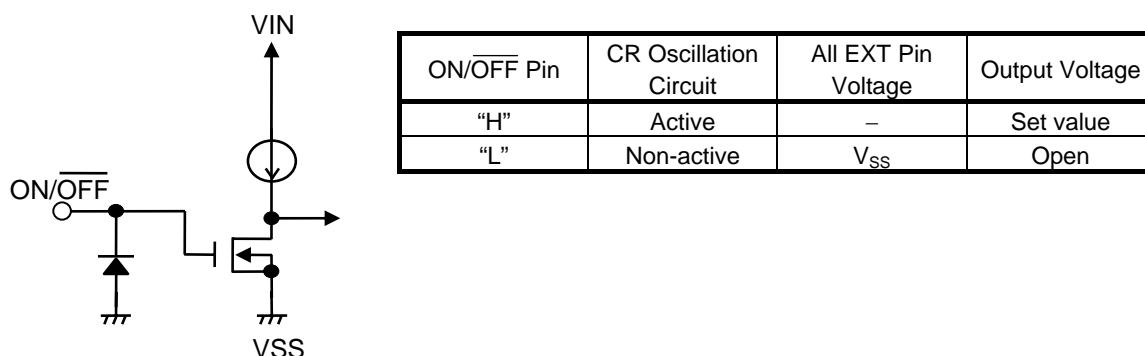 VIN
ON/OFF
VSS
ON/OFF Pin
CR Oscillation
Circuit
All EXT Pin
Voltage
Output Voltage
“H”
Active
–
Set value
“L”
Non-active
VSS
Open